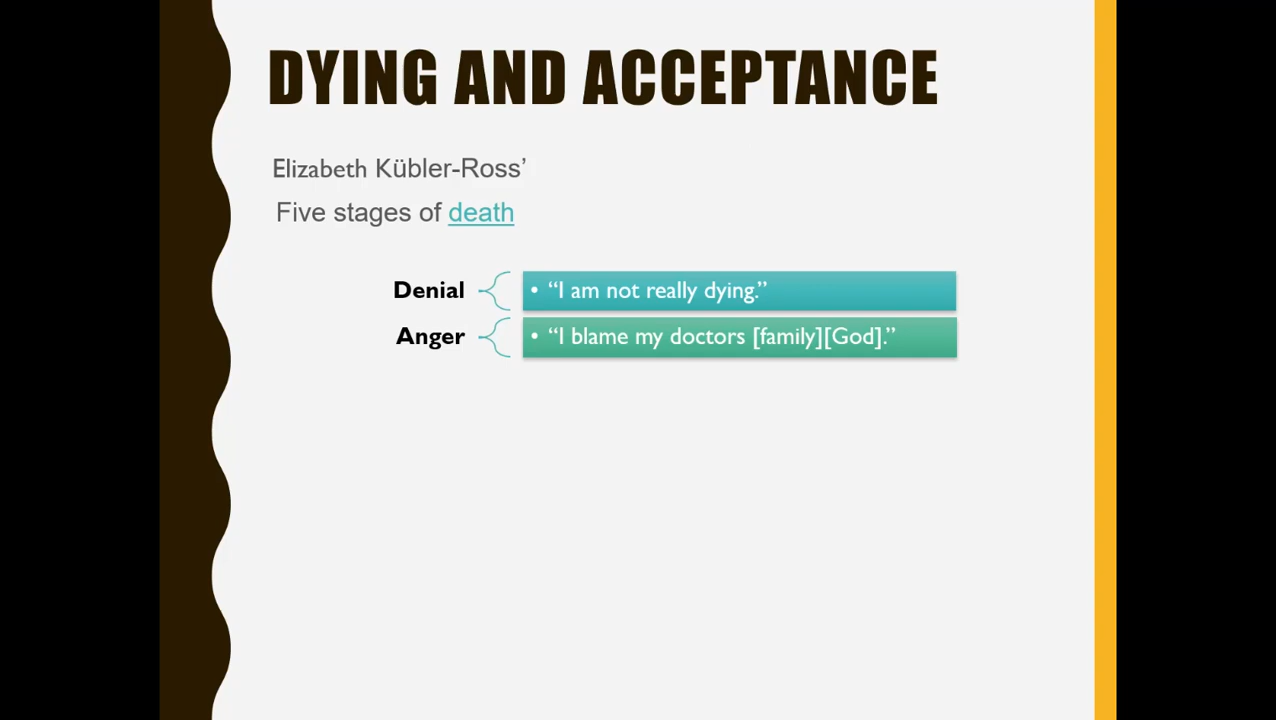 DYING AND ACCEPTANCE
Elizabeth Kübler-Ross’
Five stages of death
Denial • “I am not really dying.”
Anger • “I blame my doctors [family][God].”